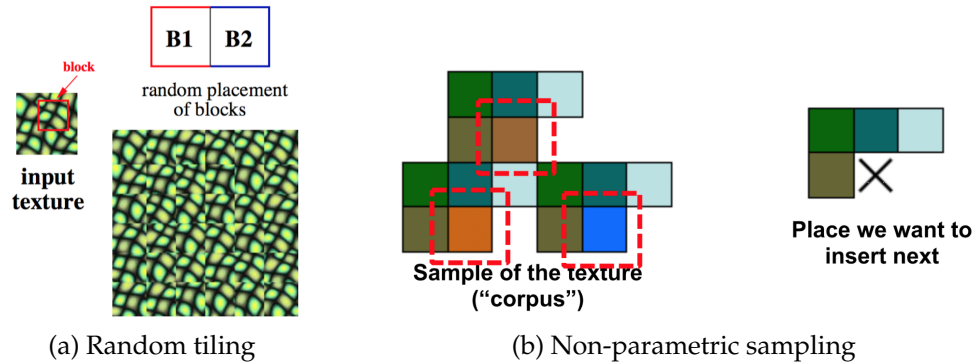 B1 B2
block
random placement
of blocks
input
texture
Sample of the texture
(“corpus”)
Place we want to
insert next
(a) Random tiling
(b) Non-parametric sampling